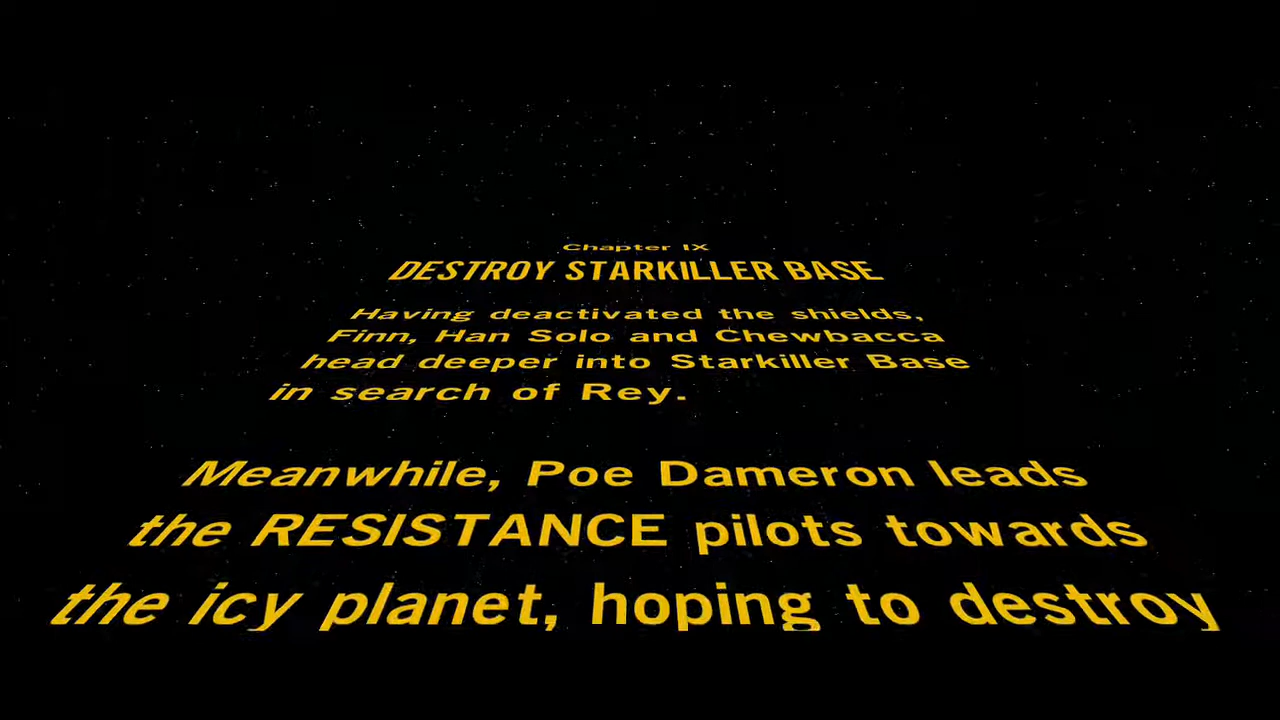 Chapter IX
DESTROY STARKILLER BASE
Having deactivated the shields,
Finn, Han Solo and Chewbacca
head deeper into Starkiller Base
in search of Rey.
Meanwhile, Poe Dameron leads
the RESISTANCE pilots towards
the icy planet, hoping to destroy